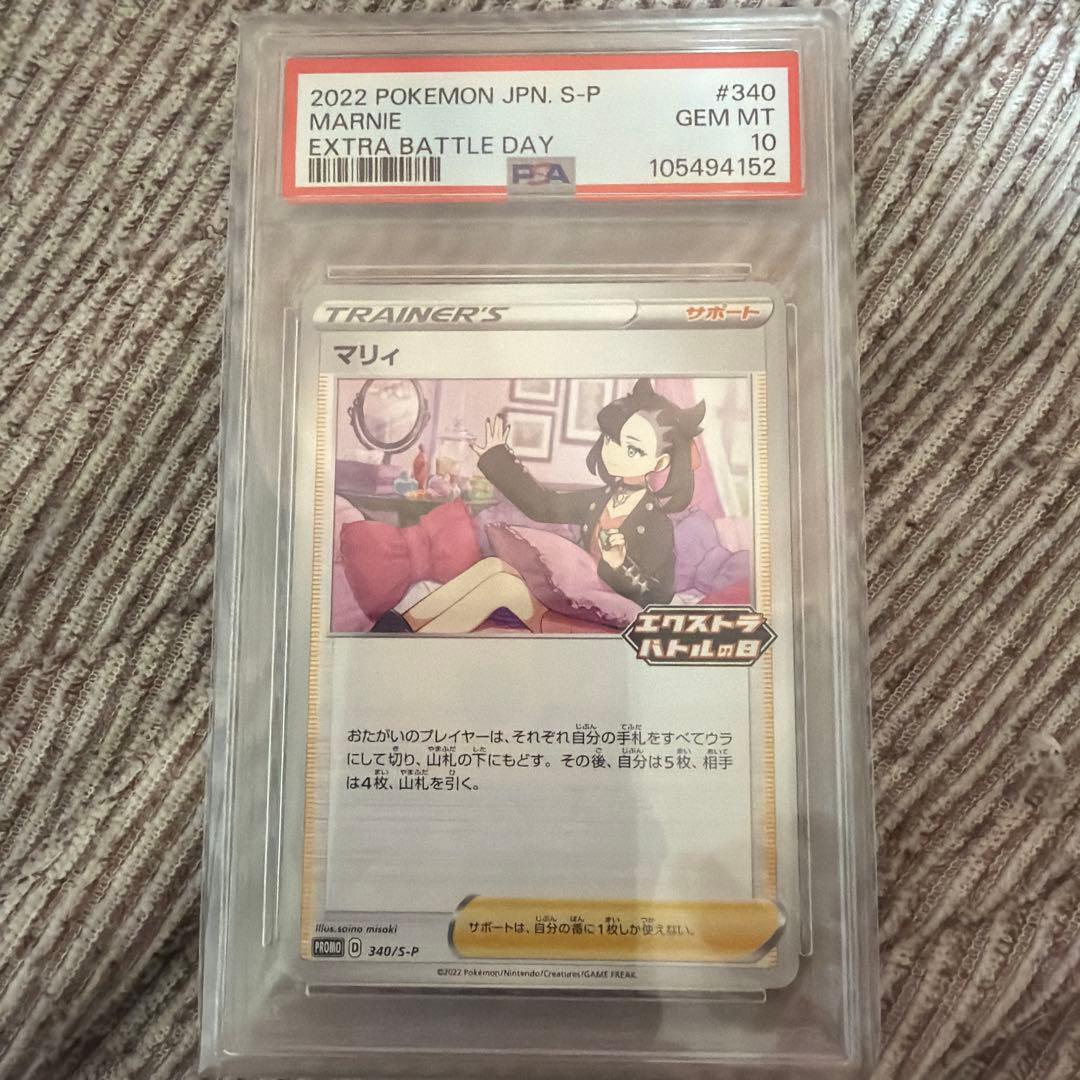 2022 POKEMON JPN. S-P #340
MARNIE GEM MT
EXTRA BATTLE DAY 10
PSA 105494152
TRAINER'S サポート
マリィ
エクストラ
バトルの日
おたがいのプレイヤーは、それぞれ自分の手札をすべてウラ
にして切り、山札の下にもどす。その後、自分は5枚、相手
は4枚、山札を引く。
サポートは、自分の番に1枚しか使えない。
Illus.saino misaki
PROMO D 340/S-P
©2022 Pokémon/Nintendo/Creatures/GAME FREAK.